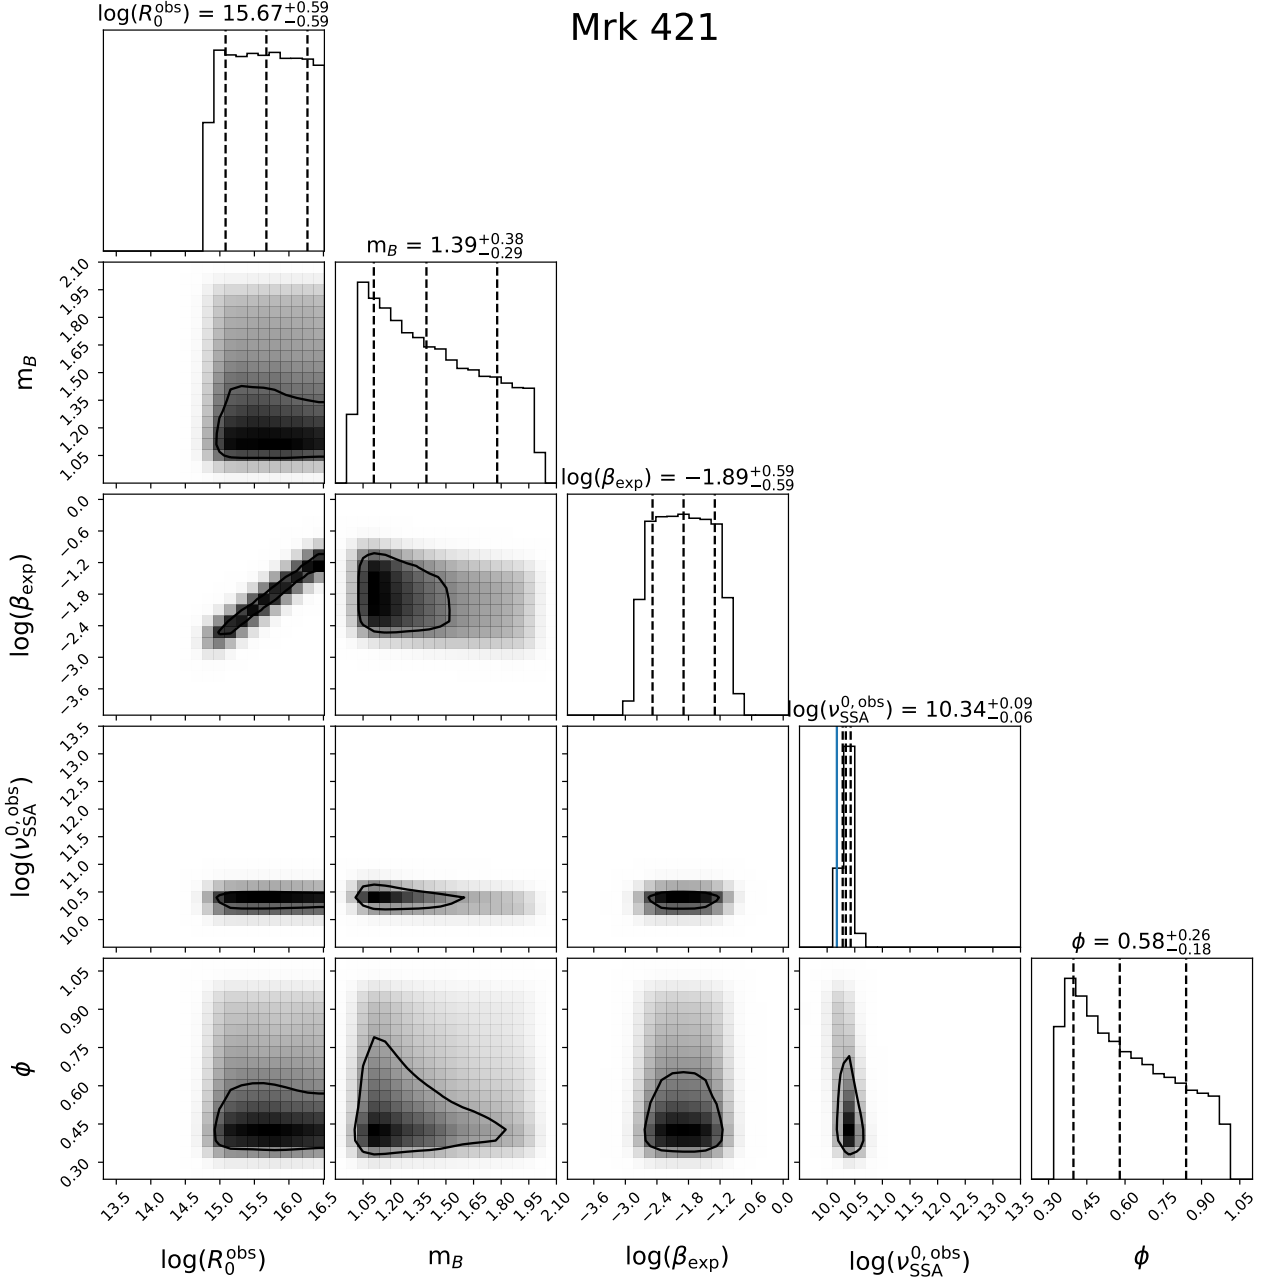 Mrk 421
log(R₀ᵒᵇˢ) = 15.67 +0.59 −0.59
m_B = 1.39 +0.38 −0.29
2.10
1.95
1.80
1.65
1.50
1.35
1.20
1.05
m_B
log(β_exp) = −1.89 +0.59 −0.59
0.0
−0.6
−1.2
−1.8
−2.4
−3.0
−3.6
log(β_exp)
log(ν_SSA^{0, obs}) = 10.34 +0.09 −0.06
13.5
13.0
12.5
12.0
11.5
11.0
10.5
10.0
log(ν_SSA^{0, obs})
ϕ = 0.58 +0.26 −0.18
1.05
0.90
0.75
0.60
0.45
0.30
ϕ
13.5 14.0 14.5 15.0 15.5 16.0 16.5
1.05 1.20 1.35 1.50 1.65 1.80 1.95 2.10
−3.6 −3.0 −2.4 −1.8 −1.2 −0.6 0.0
10.0 10.5 11.0 11.5 12.0 12.5 13.0 13.5
0.30 0.45 0.60 0.75 0.90 1.05
log(R₀ᵒᵇˢ)
m_B
log(β_exp)
log(ν_SSA^{0, obs})
ϕ